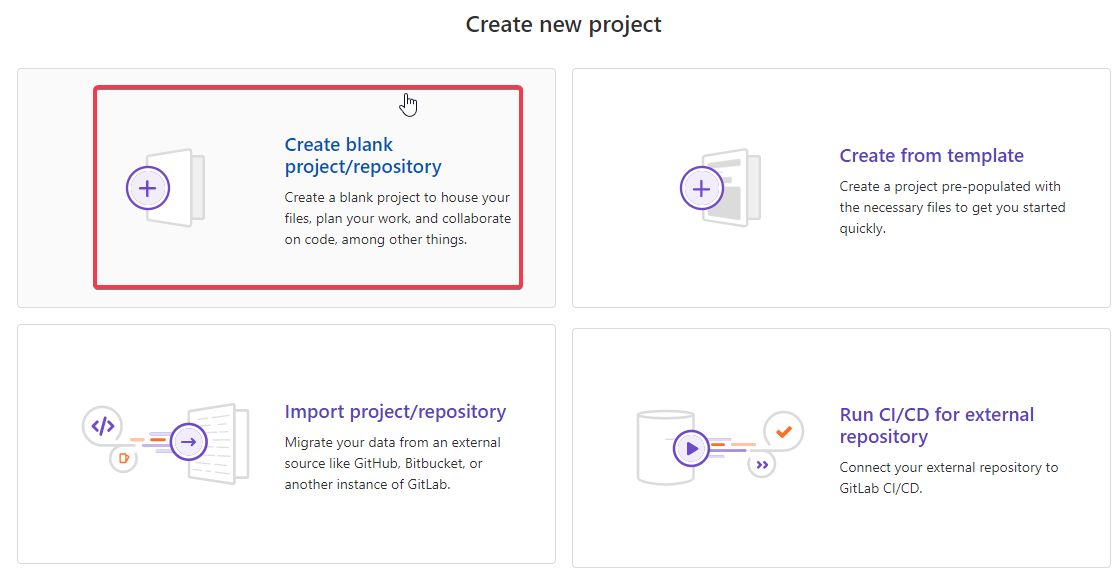 Create new project
Create blank
project/repository
Create a blank project to house your
files, plan your work, and collaborate
on code, among other things.
Create from template
Create a project pre-populated with
the necessary files to get you started
quickly.
Import project/repository
Migrate your data from an external
source like GitHub, Bitbucket, or
another instance of GitLab.
Run CI/CD for external
repository
Connect your external repository to
GitLab CI/CD.